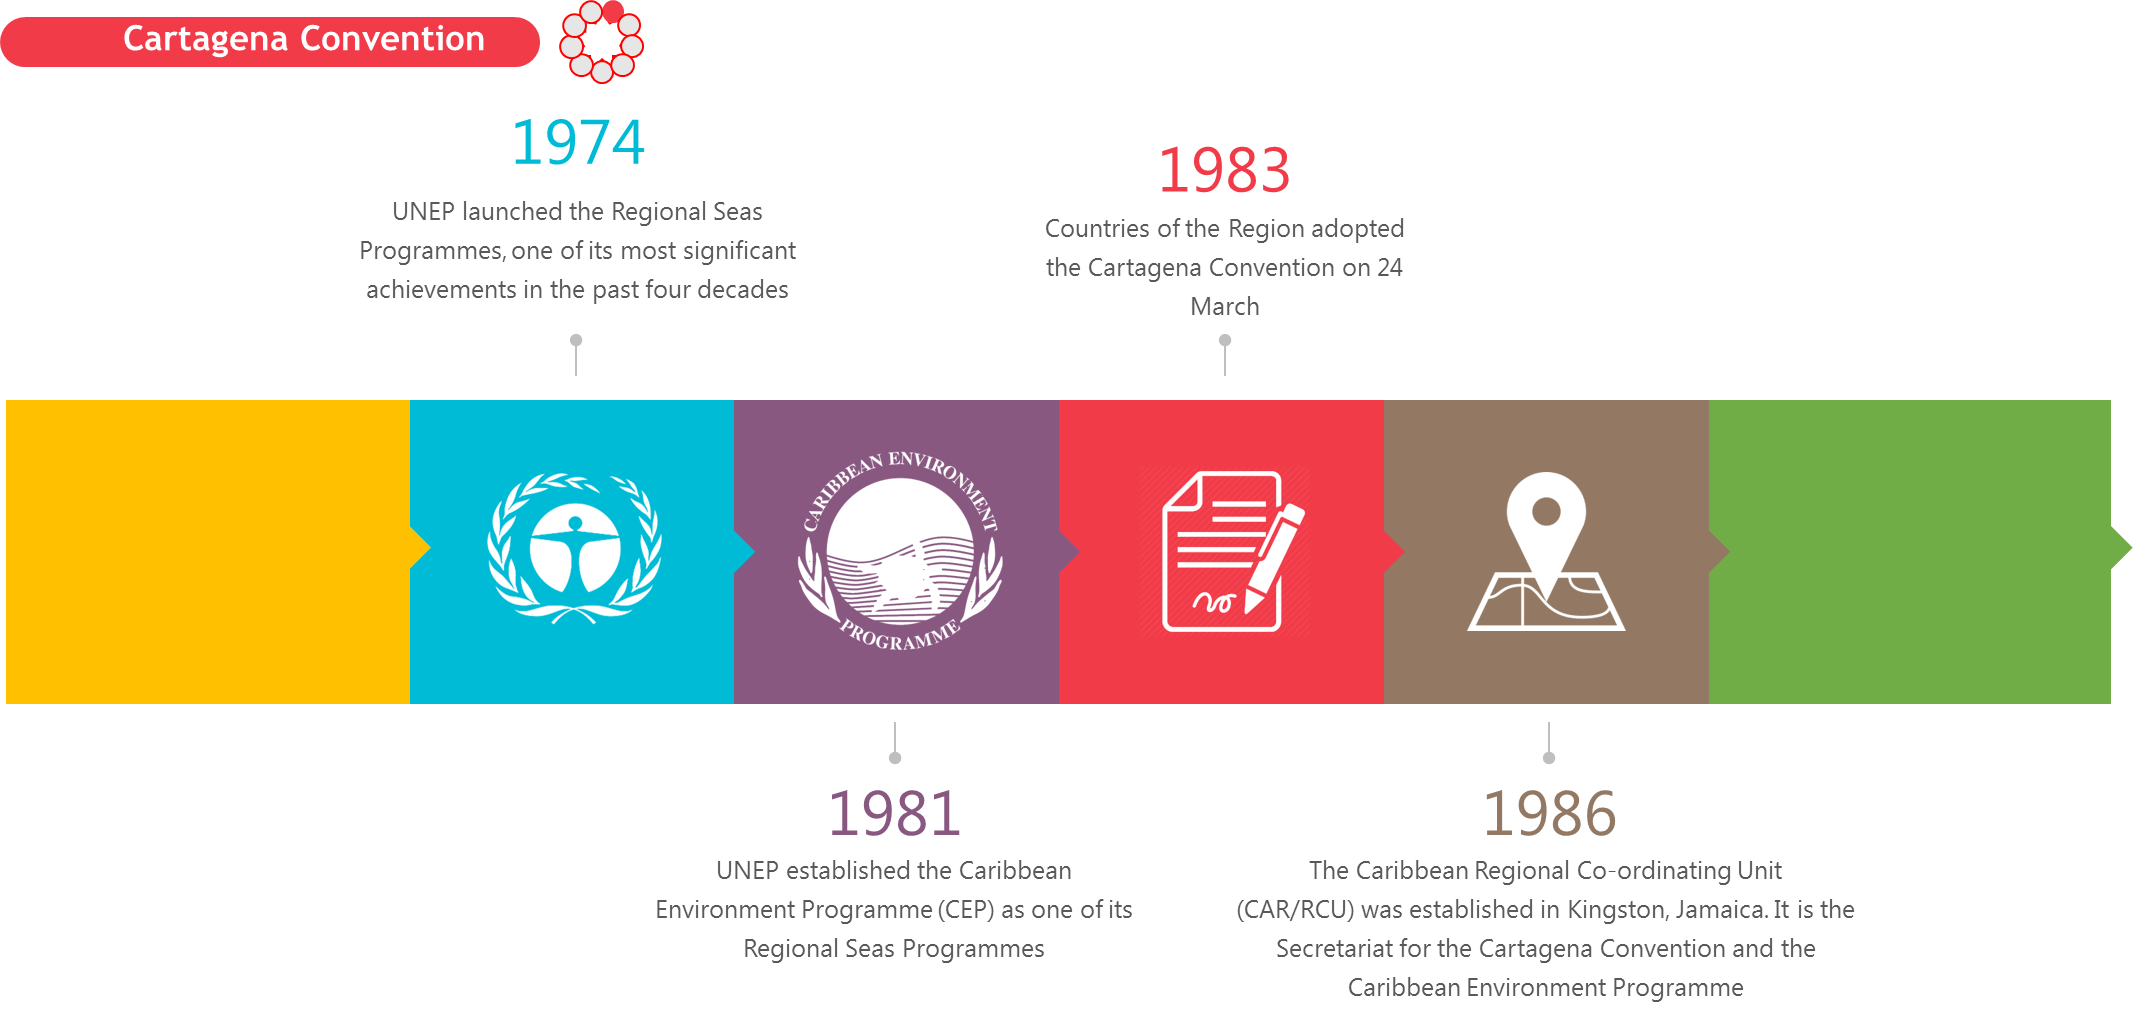 Cartagena Convention
1974
UNEP launched the Regional Seas
Programmes, one of its most significant
achievements in the past four decades
1983
Countries of the Region adopted
the Cartagena Convention on 24
March
CARIBBEAN ENVIRONMENT
PROGRAMME
1981
UNEP established the Caribbean
Environment Programme (CEP) as one of its
Regional Seas Programmes
1986
The Caribbean Regional Co-ordinating Unit
(CAR/RCU) was established in Kingston, Jamaica. It is the
Secretariat for the Cartagena Convention and the
Caribbean Environment Programme